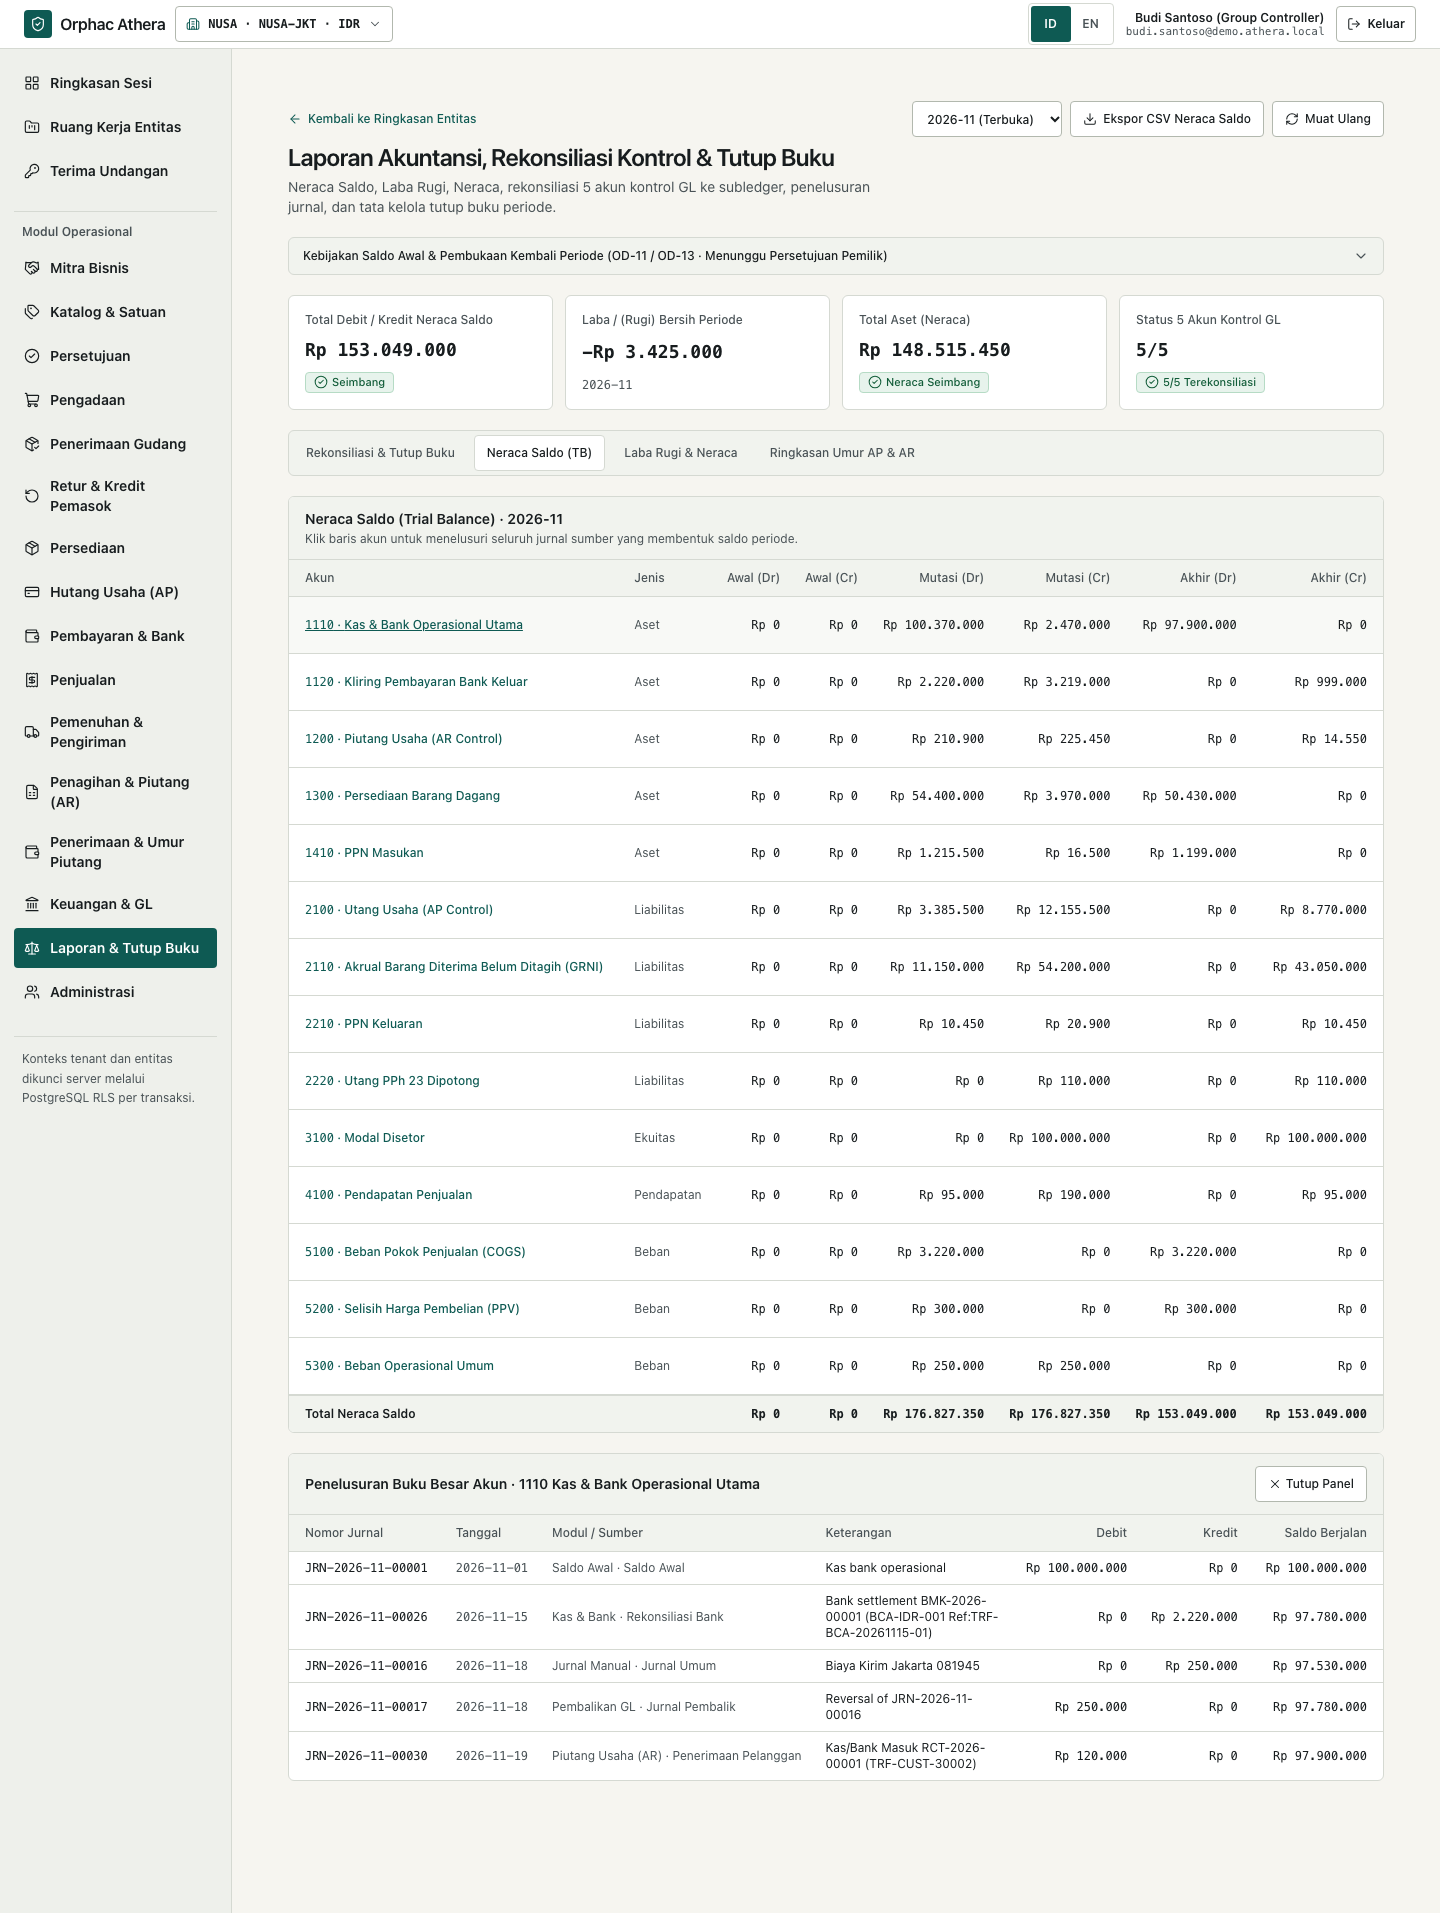 Orphac Athera
NUSA · NUSA-JKT · IDR
ID
EN
Budi Santoso (Group Controller)
budi.santoso@demo.athera.local
Keluar
Ringkasan Sesi
Ruang Kerja Entitas
Terima Undangan
Modul Operasional
Mitra Bisnis
Katalog & Satuan
Persetujuan
Pengadaan
Penerimaan Gudang
Retur & Kredit
Pemasok
Persediaan
Hutang Usaha (AP)
Pembayaran & Bank
Penjualan
Pemenuhan &
Pengiriman
Penagihan & Piutang
(AR)
Penerimaan & Umur
Piutang
Keuangan & GL
Laporan & Tutup Buku
Administrasi
Konteks tenant dan entitas
dikunci server melalui
PostgreSQL RLS per transaksi.
Kembali ke Ringkasan Entitas
2026-11 (Terbuka)
Ekspor CSV Neraca Saldo
Muat Ulang
Laporan Akuntansi, Rekonsiliasi Kontrol & Tutup Buku
Neraca Saldo, Laba Rugi, Neraca, rekonsiliasi 5 akun kontrol GL ke subledger, penelusuran
jurnal, dan tata kelola tutup buku periode.
Kebijakan Saldo Awal & Pembukaan Kembali Periode (OD-11 / OD-13 · Menunggu Persetujuan Pemilik)
Total Debit / Kredit Neraca Saldo
Rp 153.049.000
Seimbang
Laba / (Rugi) Bersih Periode
-Rp 3.425.000
2026-11
Total Aset (Neraca)
Rp 148.515.450
Neraca Seimbang
Status 5 Akun Kontrol GL
5/5
5/5 Terekonsiliasi
Rekonsiliasi & Tutup Buku
Neraca Saldo (TB)
Laba Rugi & Neraca
Ringkasan Umur AP & AR
Neraca Saldo (Trial Balance) · 2026-11
Klik baris akun untuk menelusuri seluruh jurnal sumber yang membentuk saldo periode.
Akun Jenis Awal (Dr) Awal (Cr) Mutasi (Dr) Mutasi (Cr) Akhir (Dr) Akhir (Cr)
1110 · Kas & Bank Operasional Utama Aset Rp 0 Rp 0 Rp 100.370.000 Rp 2.470.000 Rp 97.900.000 Rp 0
1120 · Kliring Pembayaran Bank Keluar Aset Rp 0 Rp 0 Rp 2.220.000 Rp 3.219.000 Rp 0 Rp 999.000
1200 · Piutang Usaha (AR Control) Aset Rp 0 Rp 0 Rp 210.900 Rp 225.450 Rp 0 Rp 14.550
1300 · Persediaan Barang Dagang Aset Rp 0 Rp 0 Rp 54.400.000 Rp 3.970.000 Rp 50.430.000 Rp 0
1410 · PPN Masukan Aset Rp 0 Rp 0 Rp 1.215.500 Rp 16.500 Rp 1.199.000 Rp 0
2100 · Utang Usaha (AP Control) Liabilitas Rp 0 Rp 0 Rp 3.385.500 Rp 12.155.500 Rp 0 Rp 8.770.000
2110 · Akrual Barang Diterima Belum Ditagih (GRNI) Liabilitas Rp 0 Rp 0 Rp 11.150.000 Rp 54.200.000 Rp 0 Rp 43.050.000
2210 · PPN Keluaran Liabilitas Rp 0 Rp 0 Rp 10.450 Rp 20.900 Rp 0 Rp 10.450
2220 · Utang PPh 23 Dipotong Liabilitas Rp 0 Rp 0 Rp 0 Rp 110.000 Rp 0 Rp 110.000
3100 · Modal Disetor Ekuitas Rp 0 Rp 0 Rp 0 Rp 100.000.000 Rp 0 Rp 100.000.000
4100 · Pendapatan Penjualan Pendapatan Rp 0 Rp 0 Rp 95.000 Rp 190.000 Rp 0 Rp 95.000
5100 · Beban Pokok Penjualan (COGS) Beban Rp 0 Rp 0 Rp 3.220.000 Rp 0 Rp 3.220.000 Rp 0
5200 · Selisih Harga Pembelian (PPV) Beban Rp 0 Rp 0 Rp 300.000 Rp 0 Rp 300.000 Rp 0
5300 · Beban Operasional Umum Beban Rp 0 Rp 0 Rp 250.000 Rp 250.000 Rp 0 Rp 0
Total Neraca Saldo Rp 0 Rp 0 Rp 176.827.350 Rp 176.827.350 Rp 153.049.000 Rp 153.049.000
Penelusuran Buku Besar Akun · 1110 Kas & Bank Operasional Utama
Tutup Panel
Nomor Jurnal Tanggal Modul / Sumber Keterangan Debit Kredit Saldo Berjalan
JRN-2026-11-00001 2026-11-01 Saldo Awal · Saldo Awal Kas bank operasional Rp 100.000.000 Rp 0 Rp 100.000.000
Bank settlement BMK-2026-
JRN-2026-11-00026 2026-11-15 Kas & Bank · Rekonsiliasi Bank 00001 (BCA-IDR-001 Ref:TRF- Rp 0 Rp 2.220.000 Rp 97.780.000
BCA-20261115-01)
JRN-2026-11-00016 2026-11-18 Jurnal Manual · Jurnal Umum Biaya Kirim Jakarta 081945 Rp 0 Rp 250.000 Rp 97.530.000
JRN-2026-11-00017 2026-11-18 Pembalikan GL · Jurnal Pembalik Reversal of JRN-2026-11- Rp 250.000 Rp 0 Rp 97.780.000
00016
JRN-2026-11-00030 2026-11-19 Piutang Usaha (AR) · Penerimaan Pelanggan Kas/Bank Masuk RCT-2026- Rp 120.000 Rp 0 Rp 97.900.000
00001 (TRF-CUST-30002)